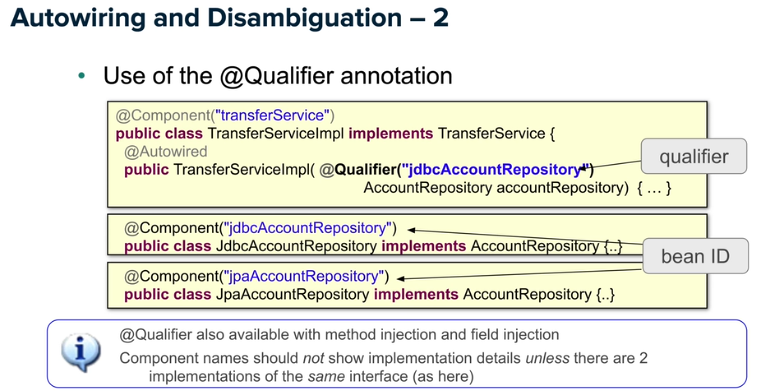 Autowiring and Disambiguation – 2
• Use of the @Qualifier annotation
@Component("transferService")
public class TransferServiceImpl implements TransferService {
@Autowired
public TransferServiceImpl( @Qualifier("jdbcAccountRepository")
AccountRepository accountRepository) { … }
qualifier
@Component("jdbcAccountRepository")
public class JdbcAccountRepository implements AccountRepository {..}
bean ID
@Component("jpaAccountRepository")
public class JpaAccountRepository implements AccountRepository {..}
@Qualifier also available with method injection and field injection
Component names should not show implementation details unless there are 2
implementations of the same interface (as here)